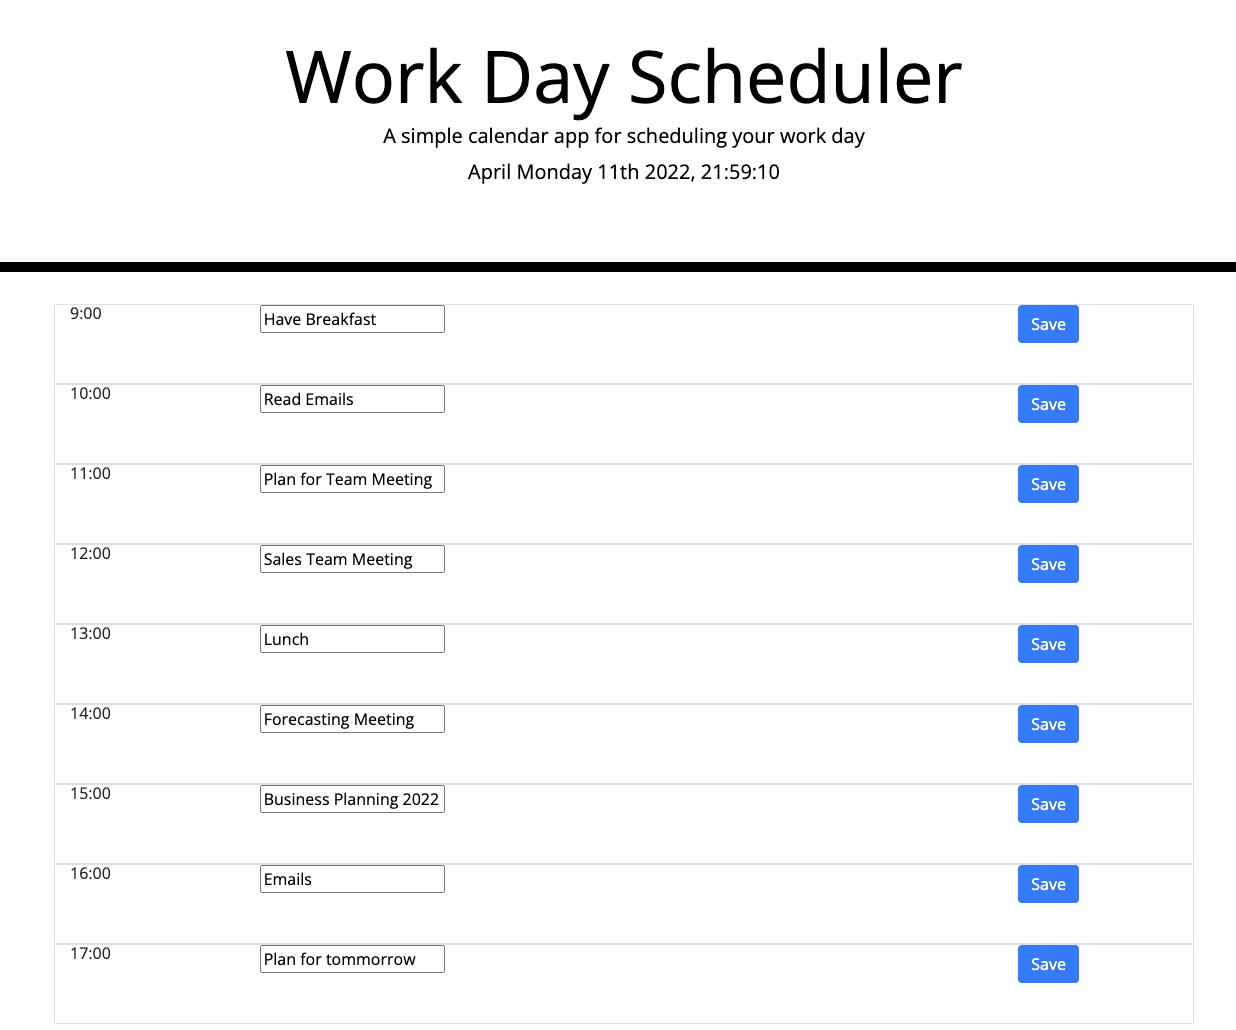 Work Day Scheduler
A simple calendar app for scheduling your work day
April Monday 11th 2022, 21:59:10
9:00 Have Breakfast Save
10:00 Read Emails Save
11:00 Plan for Team Meeting Save
12:00 Sales Team Meeting Save
13:00 Lunch Save
14:00 Forecasting Meeting Save
15:00 Business Planning 2022 Save
16:00 Emails Save
17:00 Plan for tommorrow Save